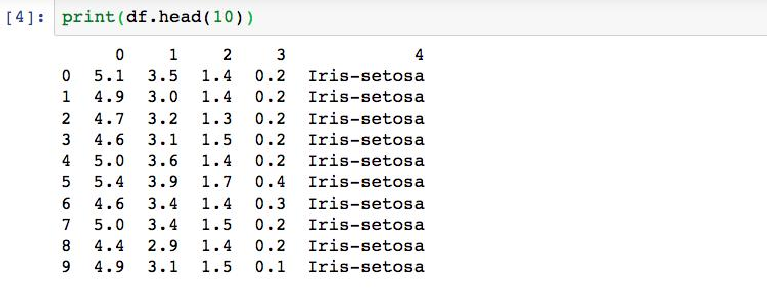 [4]: print(df.head(10))
0 1 2 3 4
0 5.1 3.5 1.4 0.2 Iris-setosa
1 4.9 3.0 1.4 0.2 Iris-setosa
2 4.7 3.2 1.3 0.2 Iris-setosa
3 4.6 3.1 1.5 0.2 Iris-setosa
4 5.0 3.6 1.4 0.2 Iris-setosa
5 5.4 3.9 1.7 0.4 Iris-setosa
6 4.6 3.4 1.4 0.3 Iris-setosa
7 5.0 3.4 1.5 0.2 Iris-setosa
8 4.4 2.9 1.4 0.2 Iris-setosa
9 4.9 3.1 1.5 0.1 Iris-setosa